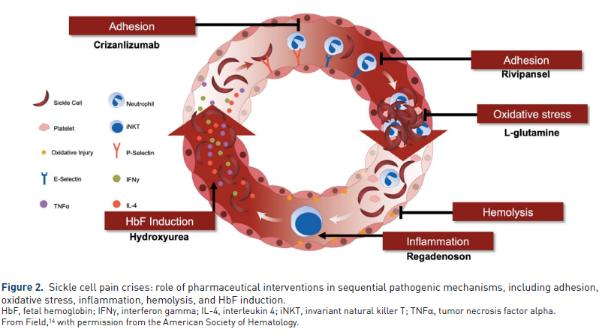 Adhesion
Crizanlizumab
Adhesion
Rivipansel
Sickle Cell
Neutrophil
Platelet
iNKT
Oxidative stress
L-glutamine
Oxidative Injury
P-Selectin
E-Selectin
IFNγ
TNFα
IL-4
Hemolysis
HbF Induction
Hydroxyurea
Inflammation
Regadenoson
Figure 2. Sickle cell pain crises: role of pharmaceutical interventions in sequential pathogenic mechanisms, including adhesion,
oxidative stress, inflammation, hemolysis, and HbF induction.
HbF, fetal hemoglobin; IFNγ, interferon gamma; IL-4, interleukin 4; iNKT, invariant natural killer T; TNFα, tumor necrosis factor alpha.
From Field,¹⁴ with permission from the American Society of Hematology.